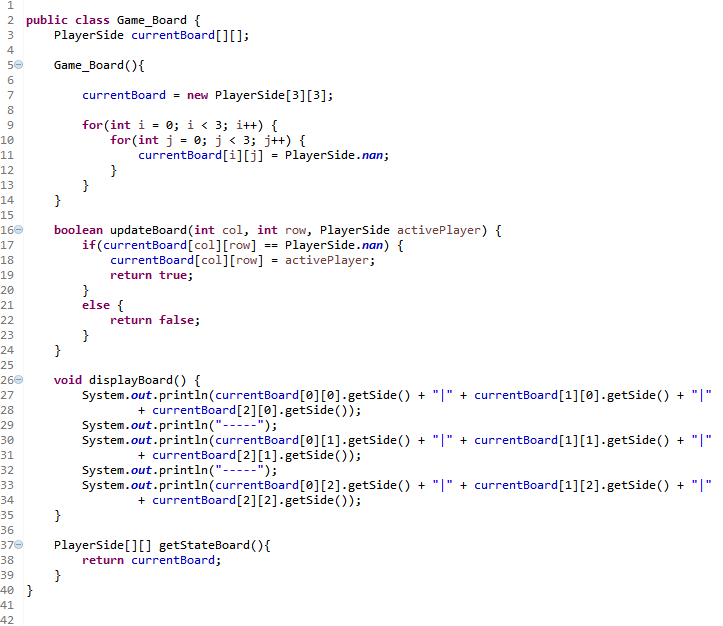 1
2 public class Game_Board {
3     PlayerSide currentBoard[][];
4
5     Game_Board(){
6
7         currentBoard = new PlayerSide[3][3];
8
9         for(int i = 0; i < 3; i++) {
10             for(int j = 0; j < 3; j++) {
11                 currentBoard[i][j] = PlayerSide.nan;
12             }
13         }
14     }
15
16     boolean updateBoard(int col, int row, PlayerSide activePlayer) {
17         if(currentBoard[col][row] == PlayerSide.nan) {
18             currentBoard[col][row] = activePlayer;
19             return true;
20         }
21         else {
22             return false;
23         }
24     }
25
26     void displayBoard() {
27         System.out.println(currentBoard[0][0].getSide() + "|" + currentBoard[1][0].getSide() + "|"
28                 + currentBoard[2][0].getSide());
29         System.out.println("-----");
30         System.out.println(currentBoard[0][1].getSide() + "|" + currentBoard[1][1].getSide() + "|"
31                 + currentBoard[2][1].getSide());
32         System.out.println("-----");
33         System.out.println(currentBoard[0][2].getSide() + "|" + currentBoard[1][2].getSide() + "|"
34                 + currentBoard[2][2].getSide());
35     }
36
37     PlayerSide[][] getStateBoard(){
38         return currentBoard;
39     }
40 }
41
42